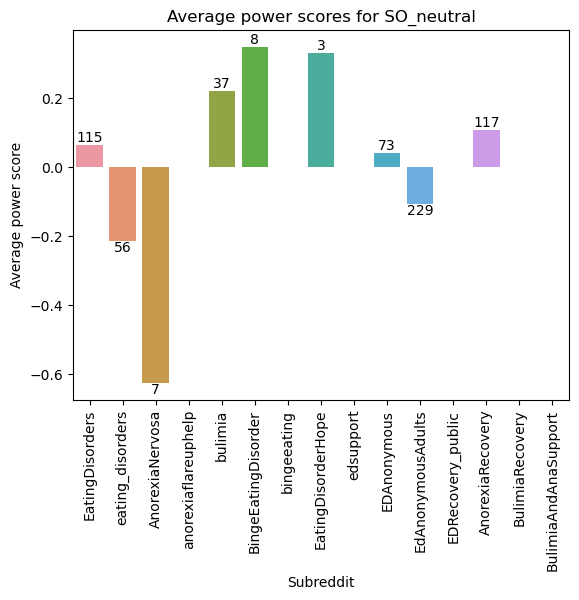 Average power scores for SO_neutral
Average power score
0.2
0.0
−0.2
−0.4
−0.6
115
56
7
37
8
3
73
229
117
EatingDisorders
eating_disorders
AnorexiaNervosa
anorexiaflareuphelp
bulimia
BingeEatingDisorder
bingeeating
EatingDisorderHope
edsupport
EDAnonymous
EdAnonymousAdults
EDRecovery_public
AnorexiaRecovery
BulimiaRecovery
BulimiaAndAnaSupport
Subreddit